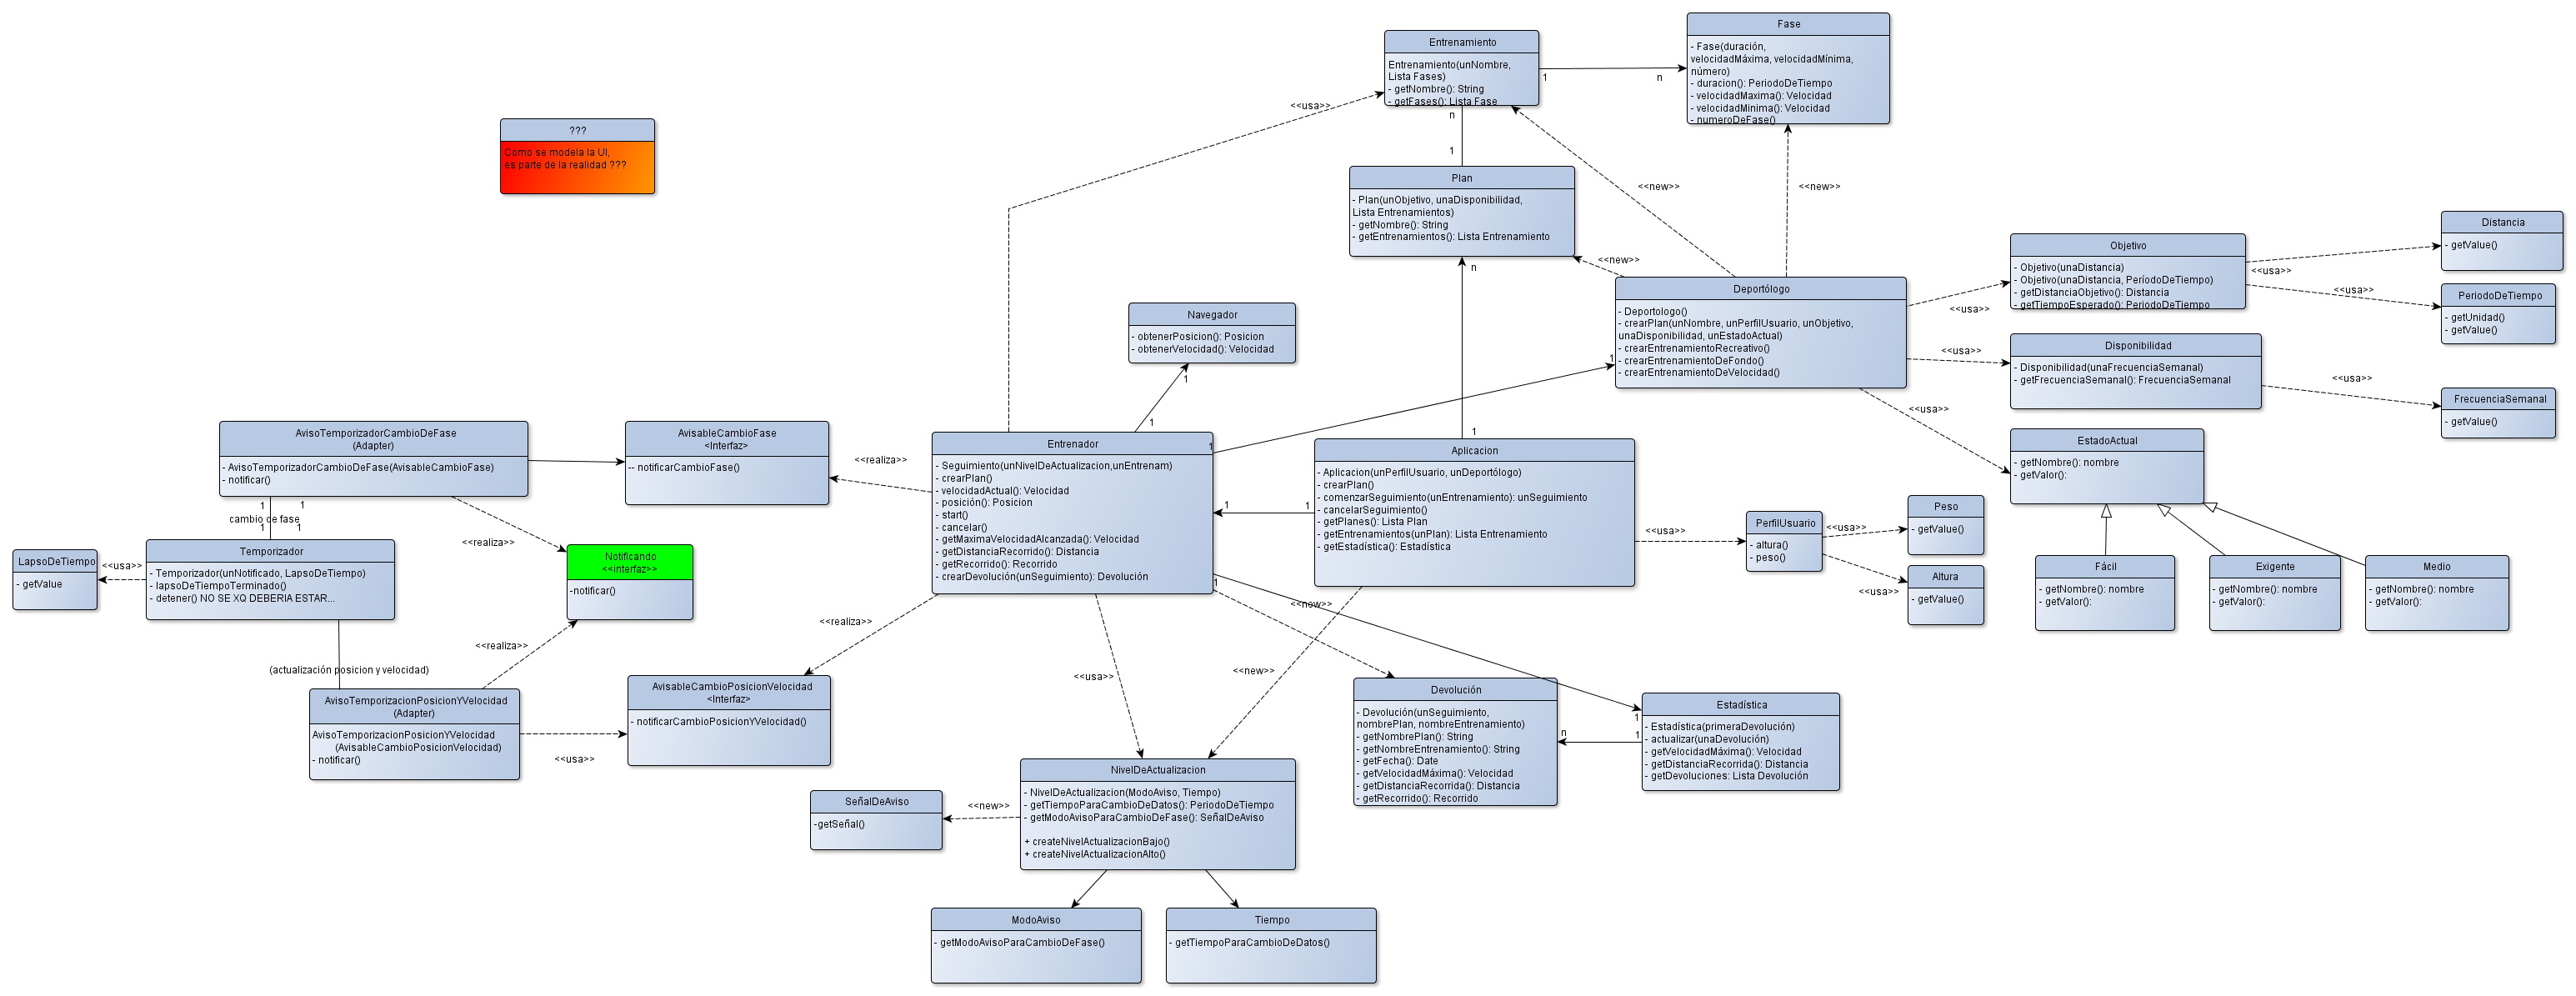 Fase
- Fase(duración,
velocidadMáxima, velocidadMínima,
número)
- duracion(): PeriodoDeTiempo
- velocidadMaxima(): Velocidad
- velocidadMinima(): Velocidad
- numeroDeFase()
Entrenamiento
Entrenamiento(unNombre,
Lista Fases)
- getNombre(): String
- getFases(): Lista Fase
1
n
<<usa>>
n
1
???
Como se modela la UI,
es parte de la realidad ???
Plan
- Plan(unObjetivo, unaDisponibilidad,
Lista Entrenamientos)
- getNombre(): String
- getEntrenamientos(): Lista Entrenamiento
n
<<new>>
<<new>>
<<new>>
Deportólogo
- Deportologo()
- crearPlan(unNombre, unPerfilUsuario, unObjetivo,
unaDisponibilidad, unEstadoActual)
- crearEntrenamientoRecreativo()
- crearEntrenamientoDeFondo()
- crearEntrenamientoDeVelocidad()
1
<<usa>>
<<usa>>
<<usa>>
Objetivo
- Objetivo(unaDistancia)
- Objetivo(unaDistancia, PeríodoDeTiempo)
- getDistanciaObjetivo(): Distancia
- getTiempoEsperado(): PeriodoDeTiempo
<<usa>>
<<usa>>
Distancia
- getValue()
PeriodoDeTiempo
- getUnidad()
- getValue()
Disponibilidad
- Disponibilidad(unaFrecuenciaSemanal)
- getFrecuenciaSemanal(): FrecuenciaSemanal
<<usa>>
FrecuenciaSemanal
- getValue()
EstadoActual
- getNombre(): nombre
- getValor():
Fácil
- getNombre(): nombre
- getValor():
Exigente
- getNombre(): nombre
- getValor():
Medio
- getNombre(): nombre
- getValor():
Navegador
- obtenerPosicion(): Posicion
- obtenerVelocidad(): Velocidad
1
1
AvisoTemporizadorCambioDeFase
(Adapter)
- AvisoTemporizadorCambioDeFase(AvisableCambioFase)
- notificar()
AvisableCambioFase
<Interfaz>
-- notificarCambioFase()
<<realiza>>
Entrenador
- Seguimiento(unNivelDeActualizacion,unEntrenam)
- crearPlan()
- velocidadActual(): Velocidad
- posición(): Posicion
- start()
- cancelar()
- getMaximaVelocidadAlcanzada(): Velocidad
- getDistanciaRecorrido(): Distancia
- getRecorrido(): Recorrido
- crearDevolución(unSeguimiento): Devolución
1
1
1
1
1
Aplicacion
- Aplicacion(unPerfilUsuario, unDeportólogo)
- crearPlan()
- comenzarSeguimiento(unEntrenamiento): unSeguimiento
- cancelarSeguimiento()
- getPlanes(): Lista Plan
- getEntrenamientos(unPlan): Lista Entrenamiento
- getEstadística(): Estadística
<<usa>>
PerfilUsuario
- altura()
- peso()
<<usa>>
<<usa>>
Peso
- getValue()
Altura
- getValue()
1
1
cambio de fase
1
1
<<realiza>>
Temporizador
- Temporizador(unNotificado, LapsoDeTiempo)
- lapsoDeTiempoTerminado()
- detener() NO SE XQ DEBERIA ESTAR...
<<usa>>
LapsoDeTiempo
- getValue
Notificando
<<interfaz>>
-notificar()
<<realiza>>
(actualización posicion y velocidad)
AvisoTemporizacionPosicionYVelocidad
(Adapter)
AvisoTemporizacionPosicionYVelocidad
(AvisableCambioPosicionVelocidad)
- notificar()
<<usa>>
<<realiza>>
AvisableCambioPosicionVelocidad
<Interfaz>
- notificarCambioPosicionYVelocidad()
<<usa>>
<<new>>
<<new>>
Devolución
- Devolución(unSeguimiento,
nombrePlan, nombreEntrenamiento)
- getNombrePlan(): String
- getNombreEntrenamiento(): String
- getFecha(): Date
- getVelocidadMáxima(): Velocidad
- getDistanciaRecorrida(): Distancia
- getRecorrido(): Recorrido
n
1
1
Estadística
- Estadística(primeraDevolución)
- actualizar(unaDevolución)
- getVelocidadMáxima(): Velocidad
- getDistanciaRecorrida(): Distancia
- getDevoluciones: Lista Devolución
NivelDeActualizacion
- NivelDeActualizacion(ModoAviso, Tiempo)
- getTiempoParaCambioDeDatos(): PeriodoDeTiempo
- getModoAvisoParaCambioDeFase(): SeñalDeAviso
+ createNivelActualizacionBajo()
+ createNivelActualizacionAlto()
<<new>>
SeñalDeAviso
-getSeñal()
ModoAviso
- getModoAvisoParaCambioDeFase()
Tiempo
- getTiempoParaCambioDeDatos()